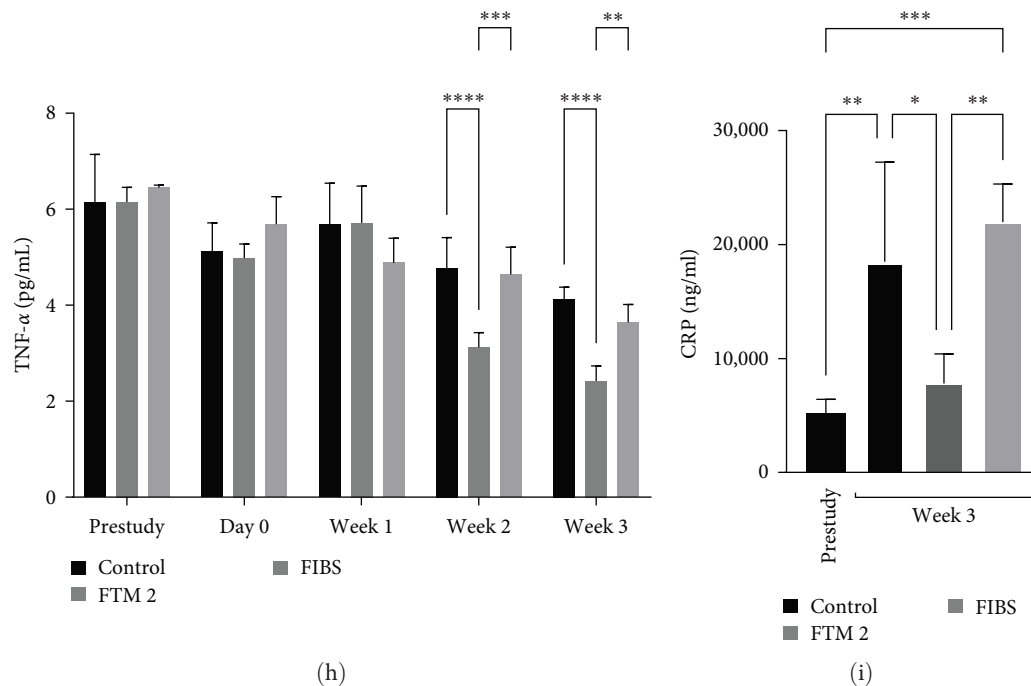 *** **
**** ****
8
6
4
2
0
TNF-α (pg/mL)
Prestudy Day 0 Week 1 Week 2 Week 3
Control FIBS
FTM 2
(h)
***
** * **
30,000
20,000
10,000
0
CRP (ng/ml)
Prestudy
Week 3
Control FIBS
FTM 2
(i)